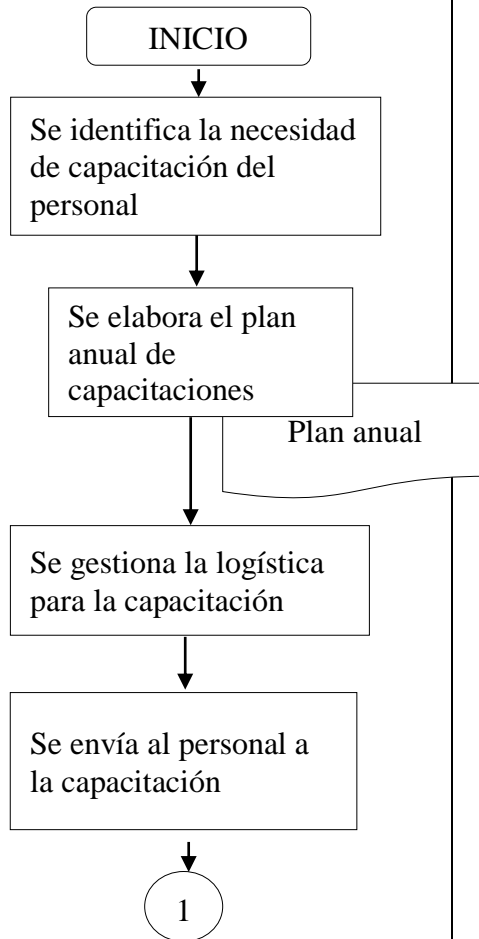 INICIO
Se identifica la necesidad
de capacitación del
personal
Se elabora el plan
anual de
capacitaciones
Plan anual
Se gestiona la logística
para la capacitación
Se envía al personal a
la capacitación
1